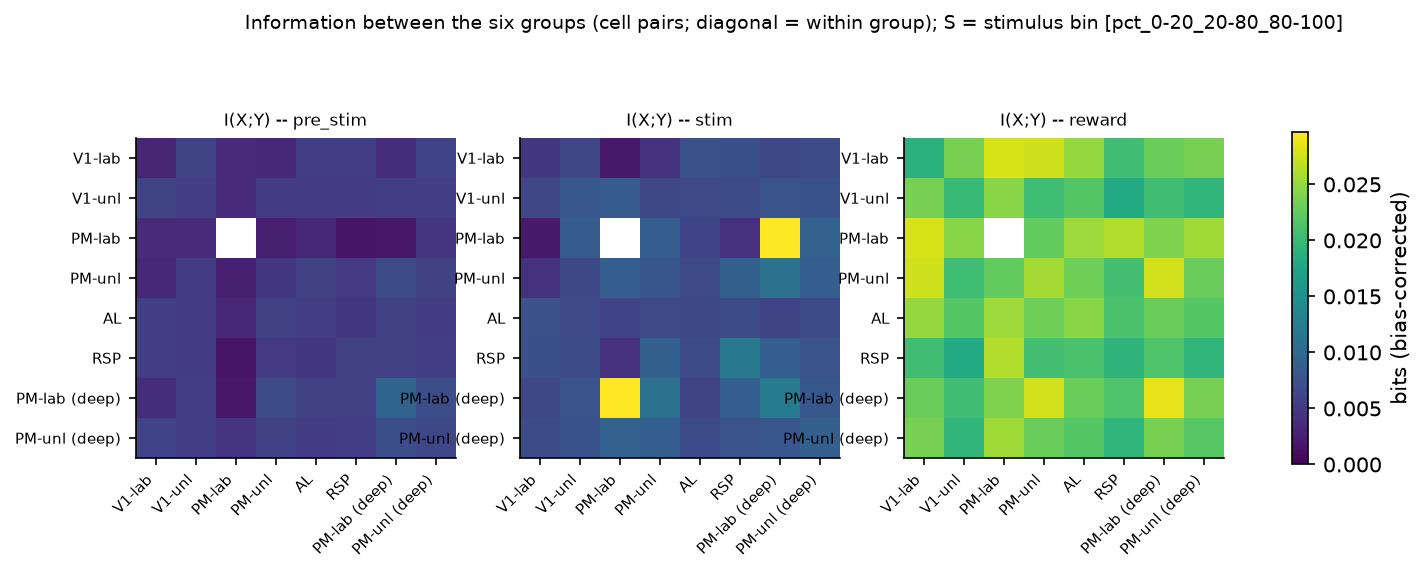 Information between the six groups (cell pairs; diagonal = within group); S = stimulus bin [pct_0-20_20-80_80-100]
I(X;Y) -- pre_stim
V1-lab
V1-unl
PM-lab
PM-unl
AL
RSP
PM-lab (deep)
PM-unl (deep)
V1-lab
V1-unl
PM-lab
PM-unl
AL
RSP
PM-lab (deep)
PM-unl (deep)
I(X;Y) -- stim
V1-lab
V1-unl
PM-lab
PM-unl
AL
RSP
PM-lab (deep)
PM-unl (deep)
V1-lab
V1-unl
PM-lab
PM-unl
AL
RSP
PM-lab (deep)
PM-unl (deep)
I(X;Y) -- reward
V1-lab
V1-unl
PM-lab
PM-unl
AL
RSP
PM-lab (deep)
PM-unl (deep)
V1-lab
V1-unl
PM-lab
PM-unl
AL
RSP
PM-lab (deep)
PM-unl (deep)
0.025
0.020
0.015
0.010
0.005
0.000
bits (bias-corrected)